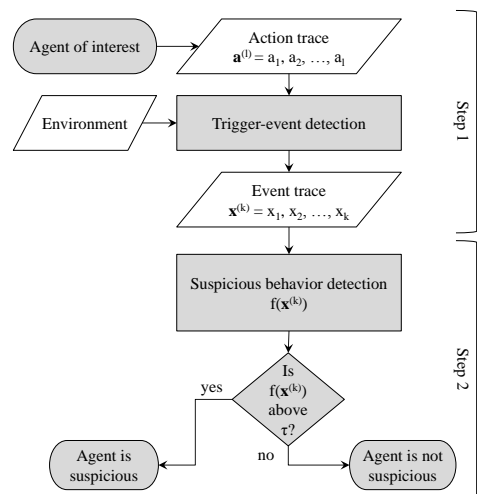 Agent of interest
Action trace
a⁽ˡ⁾ = a₁, a₂, …, aₗ
Environment
Trigger-event detection
Step 1
Event trace
x⁽ᵏ⁾ = x₁, x₂, …, xₖ
Suspicious behavior detection
f(x⁽ᵏ⁾)
Step 2
Is
f(x⁽ᵏ⁾)
above
τ?
yes
no
Agent is
suspicious
Agent is not
suspicious